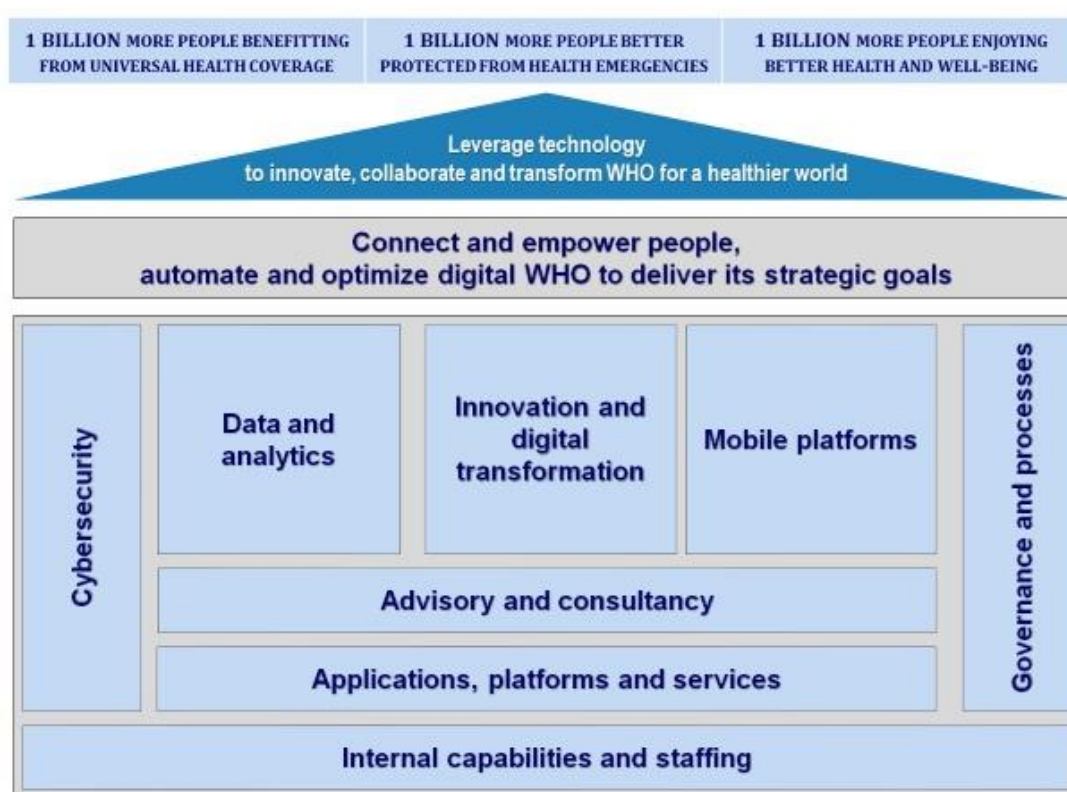 1 BILLION MORE PEOPLE BENEFITTING
FROM UNIVERSAL HEALTH COVERAGE
1 BILLION MORE PEOPLE BETTER
PROTECTED FROM HEALTH EMERGENCIES
1 BILLION MORE PEOPLE ENJOYING
BETTER HEALTH AND WELL-BEING
Leverage technology
to innovate, collaborate and transform WHO for a healthier world
Connect and empower people,
automate and optimize digital WHO to deliver its strategic goals
Cybersecurity
Data and
analytics
Innovation and
digital
transformation
Mobile platforms
Governance and processes
Advisory and consultancy
Applications, platforms and services
Internal capabilities and staffing